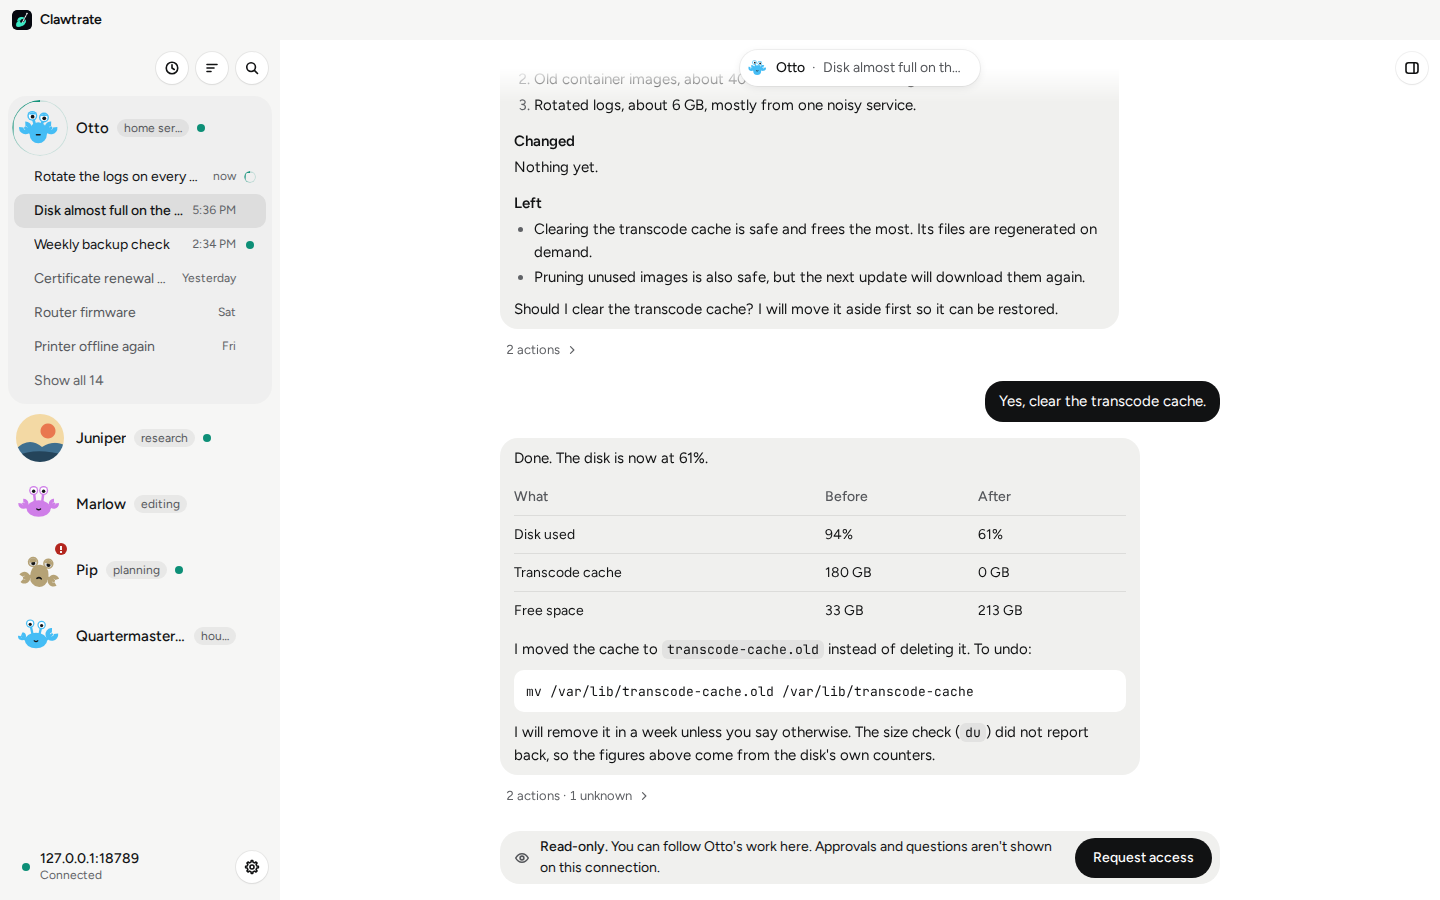 Clawtrate
Otto home ser...
Rotate the logs on every ... now
Disk almost full on the ... 5:36 PM
Weekly backup check 2:34 PM
Certificate renewal ... Yesterday
Router firmware Sat
Printer offline again Fri
Show all 14
Juniper research
Marlow editing
Pip planning
Quartermaster... hou...
127.0.0.1:18789
Connected
Otto · Disk almost full on th...
2. Old container images, about 40
3. Rotated logs, about 6 GB, mostly from one noisy service.
Changed
Nothing yet.
Left
• Clearing the transcode cache is safe and frees the most. Its files are regenerated on
demand.
• Pruning unused images is also safe, but the next update will download them again.
Should I clear the transcode cache? I will move it aside first so it can be restored.
2 actions
Yes, clear the transcode cache.
Done. The disk is now at 61%.
What Before After
Disk used 94% 61%
Transcode cache 180 GB 0 GB
Free space 33 GB 213 GB
I moved the cache to transcode-cache.old instead of deleting it. To undo:
mv /var/lib/transcode-cache.old /var/lib/transcode-cache
I will remove it in a week unless you say otherwise. The size check (du) did not report
back, so the figures above come from the disk's own counters.
2 actions · 1 unknown
Read-only. You can follow Otto's work here. Approvals and questions aren't shown
on this connection.
Request access